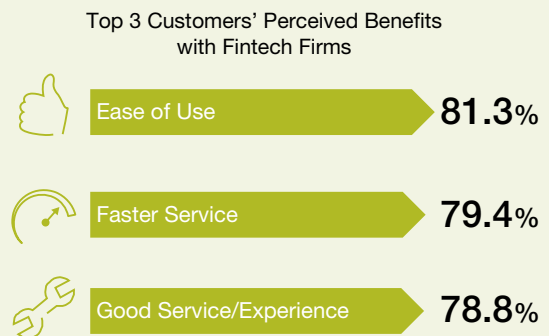 Top 3 Customers’ Perceived Benefits
with Fintech Firms
Ease of Use 81.3%
Faster Service 79.4%
Good Service/Experience 78.8%